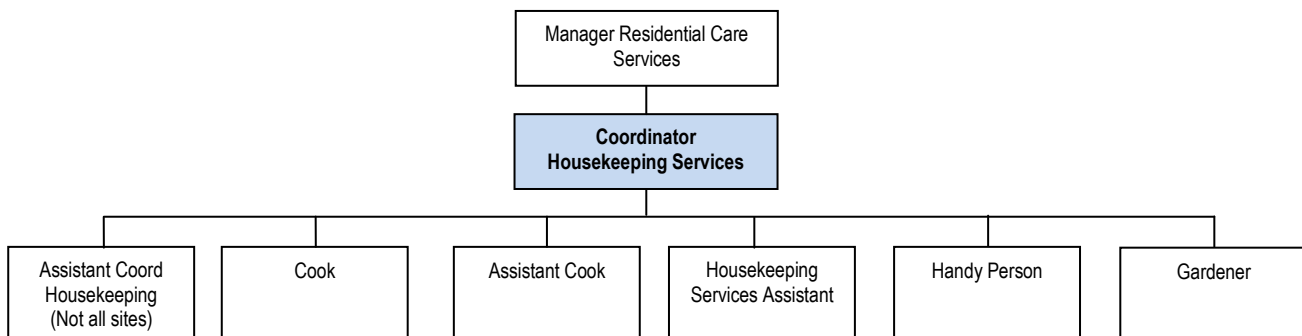 Manager Residential Care
Services
Coordinator
Housekeeping Services
Assistant Coord
Housekeeping
(Not all sites)
Cook
Assistant Cook
Housekeeping
Services Assistant
Handy Person
Gardener